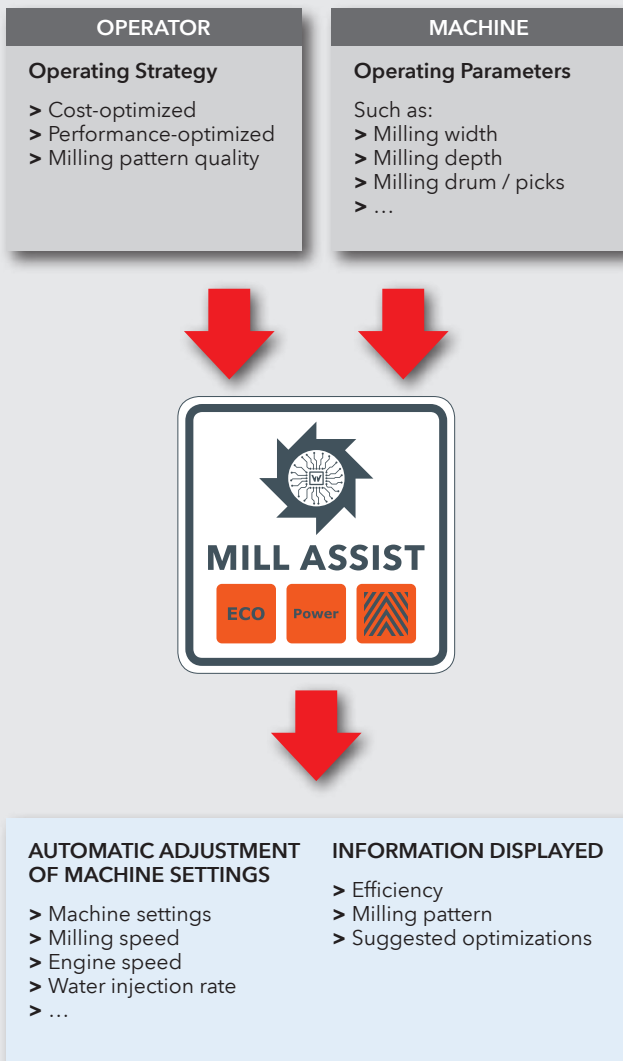 OPERATOR
Operating Strategy
> Cost-optimized
> Performance-optimized
> Milling pattern quality
MACHINE
Operating Parameters
Such as:
> Milling width
> Milling depth
> Milling drum / picks
> …
W
MILL ASSIST
ECO
Power
AUTOMATIC ADJUSTMENT
OF MACHINE SETTINGS
> Machine settings
> Milling speed
> Engine speed
> Water injection rate
> …
INFORMATION DISPLAYED
> Efficiency
> Milling pattern
> Suggested optimizations